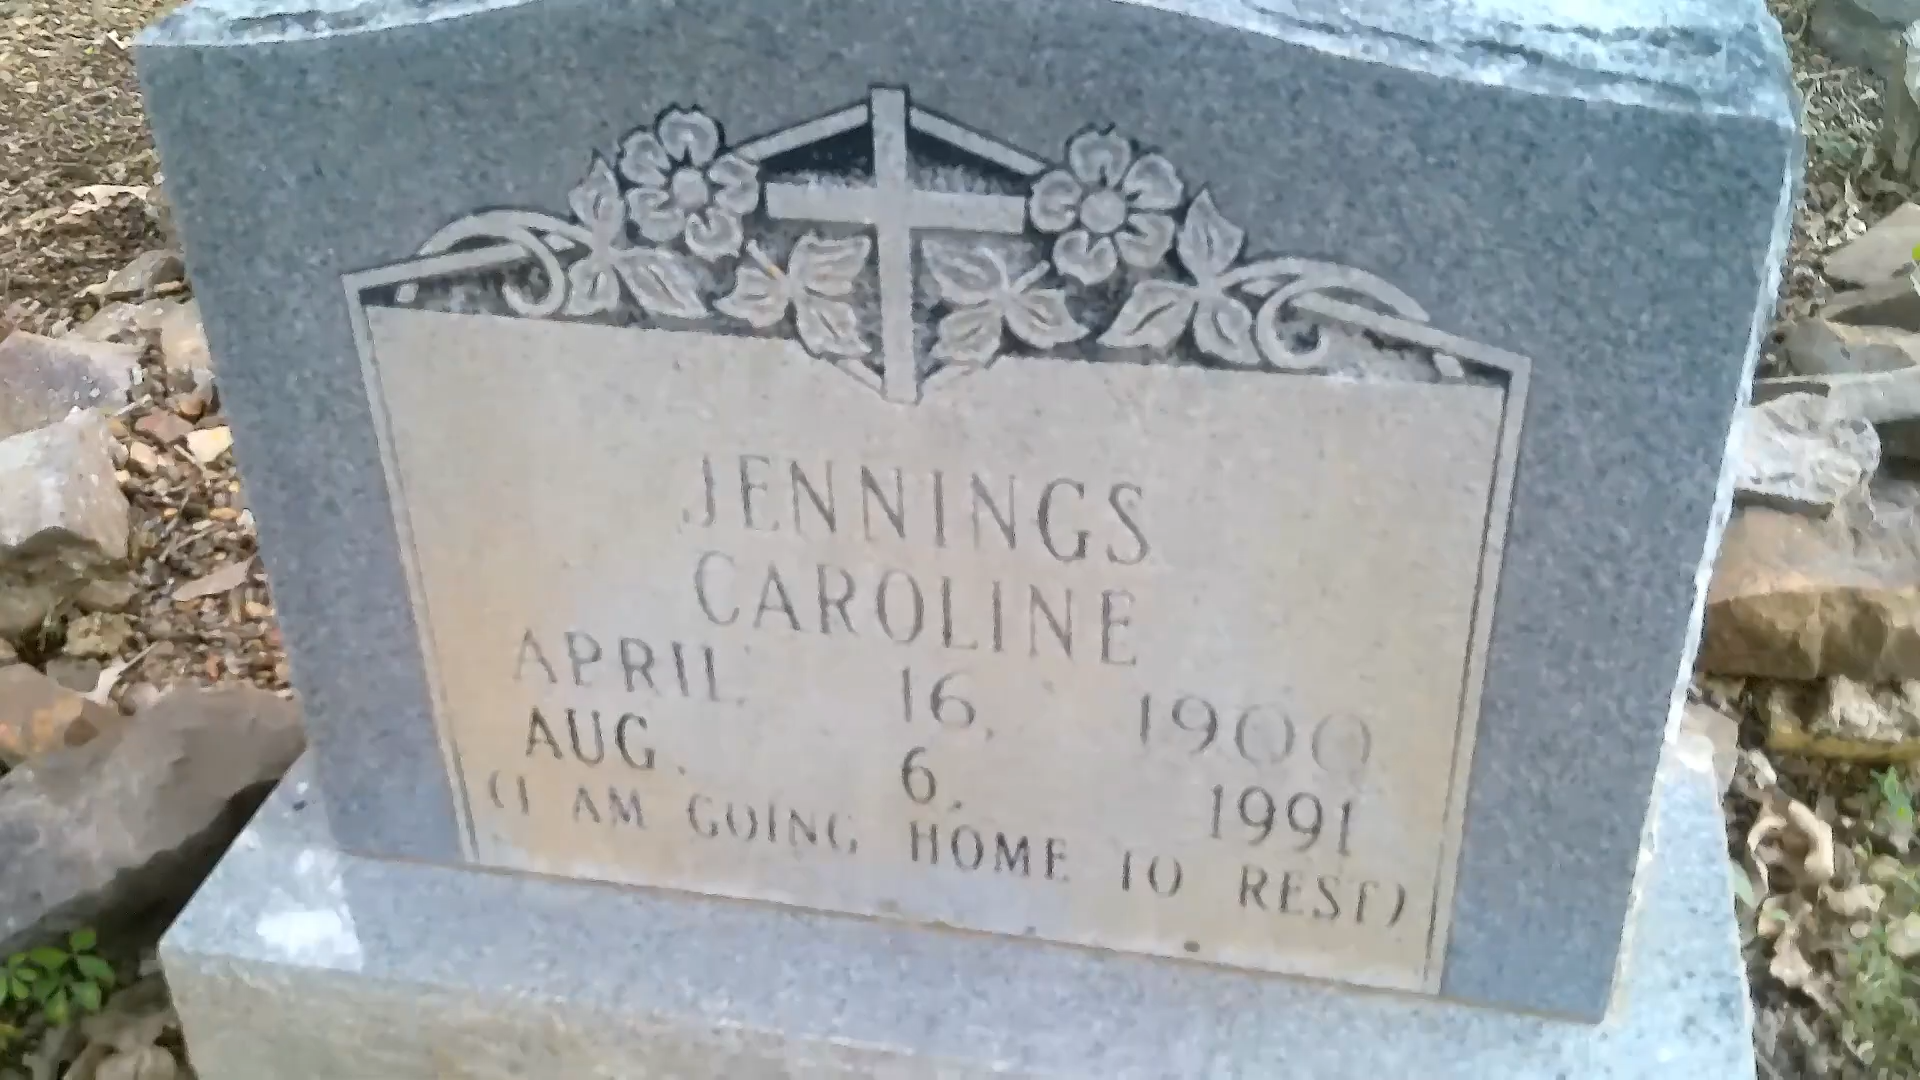 JENNINGS
CAROLINE
APRIL 16, 1900
AUG. 6, 1991
(I AM GOING HOME TO REST)